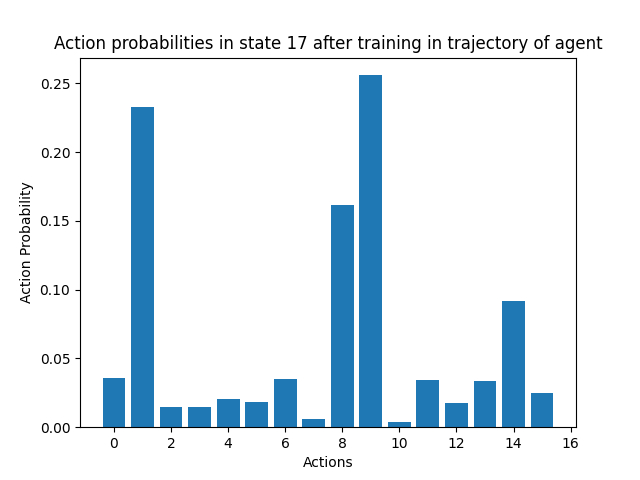 Action probabilities in state 17 after training in trajectory of agent
0.25
0.20
0.15
0.10
0.05
0.00
Action Probability
0 2 4 6 8 10 12 14 16
Actions